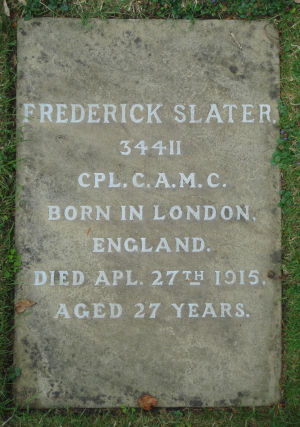 FREDERICK SLATER.
34411
CPL. C. A. M. C.
BORN IN LONDON,
ENGLAND.
DIED APL. 27TH 1915.
AGED 27 YEARS.